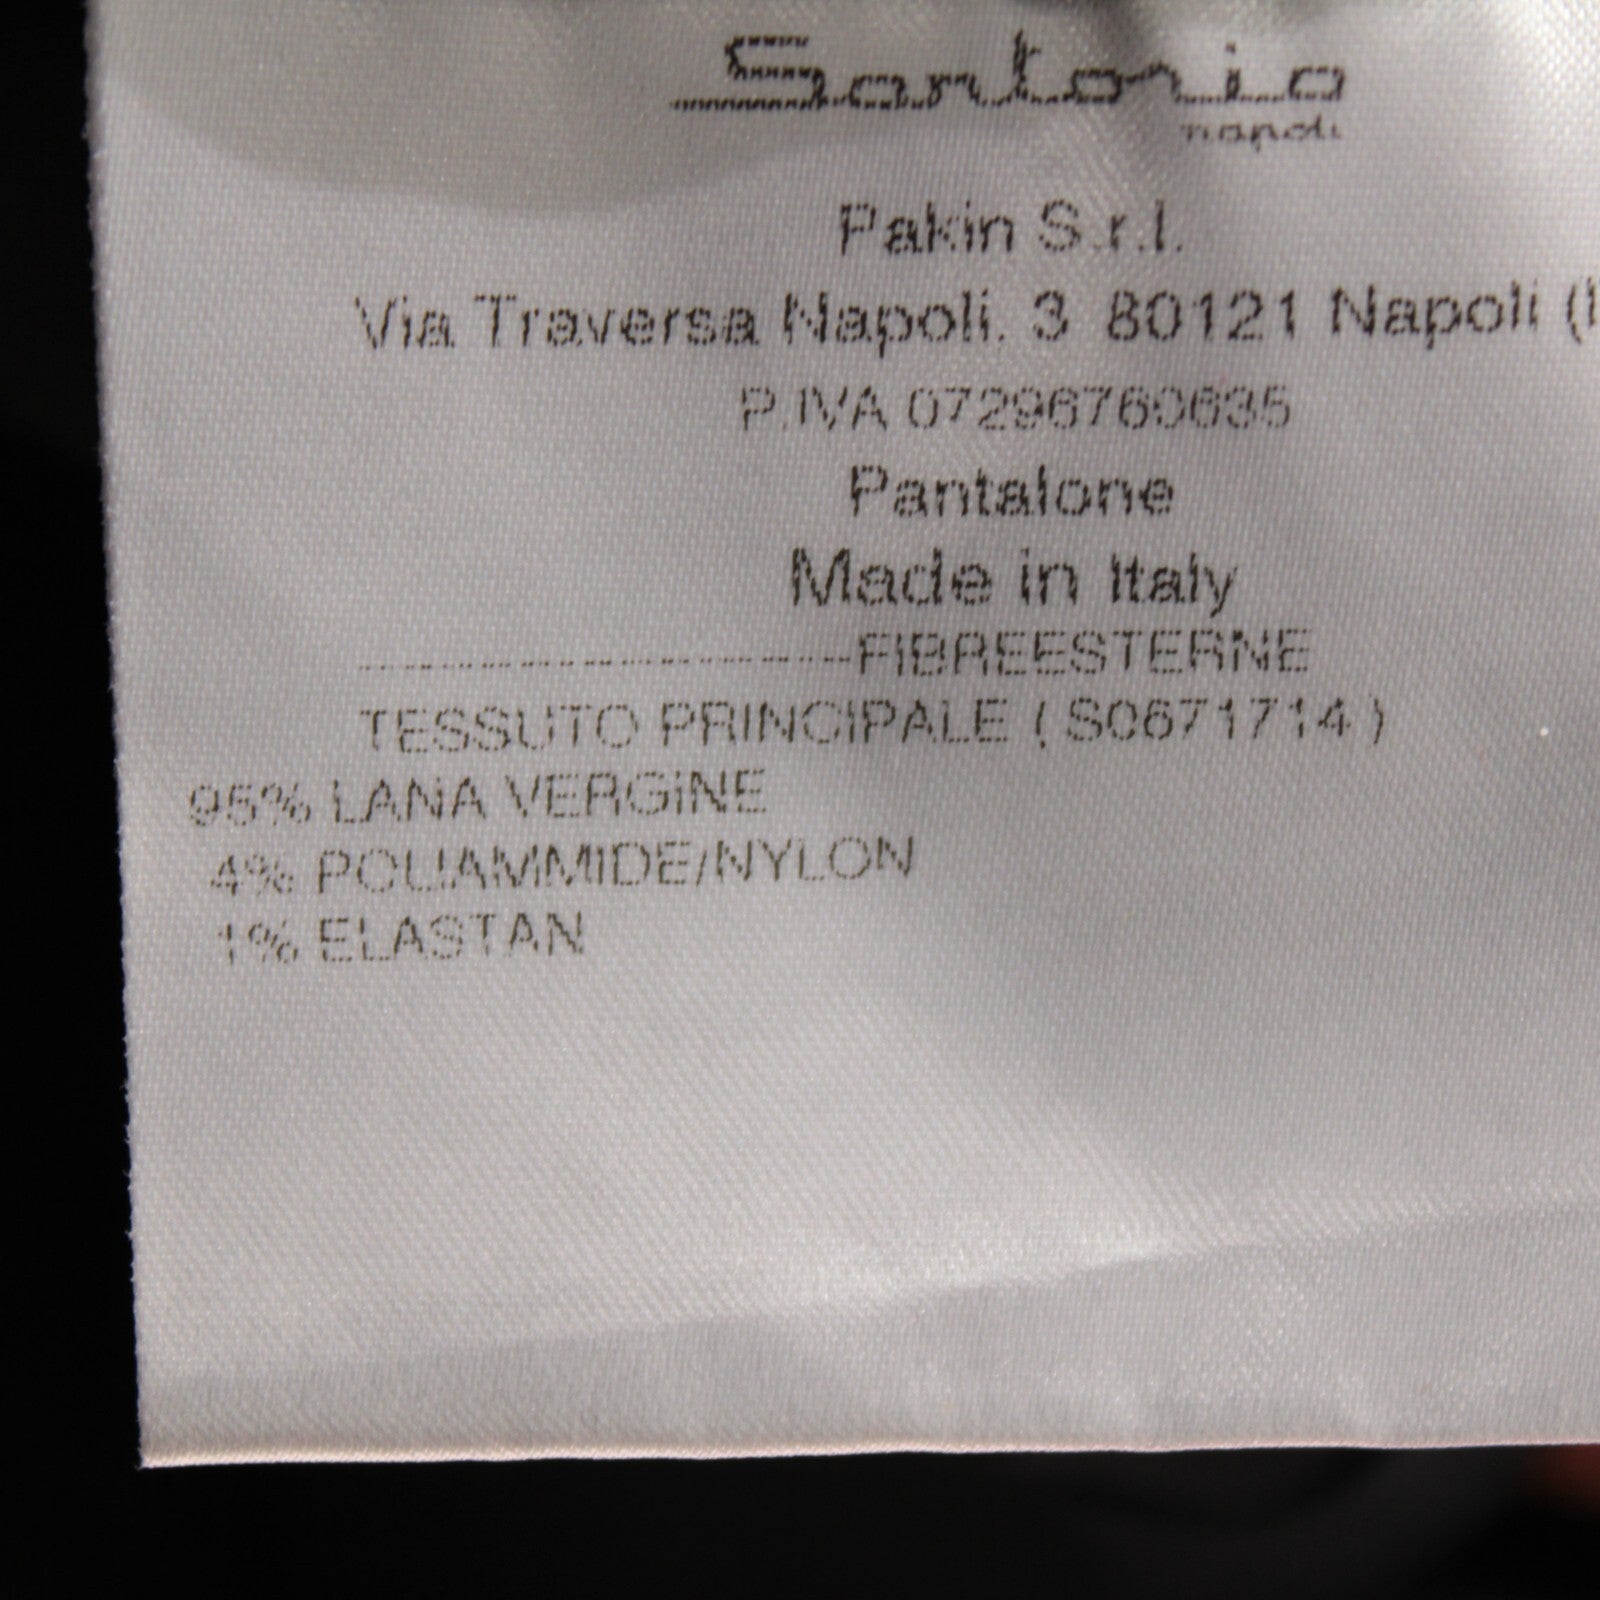 Santonio
napoli
Pakin S.r.l.
Via Traversa Napoli, 3 80121 Napoli (I
P.IVA 07296760635
Pantalone
Made in Italy
-------------------------FIBREESTERNE
TESSUTO PRINCIPALE ( S0671714 )
95% LANA VERGINE
4% POLIAMMIDE/NYLON
1% ELASTAN